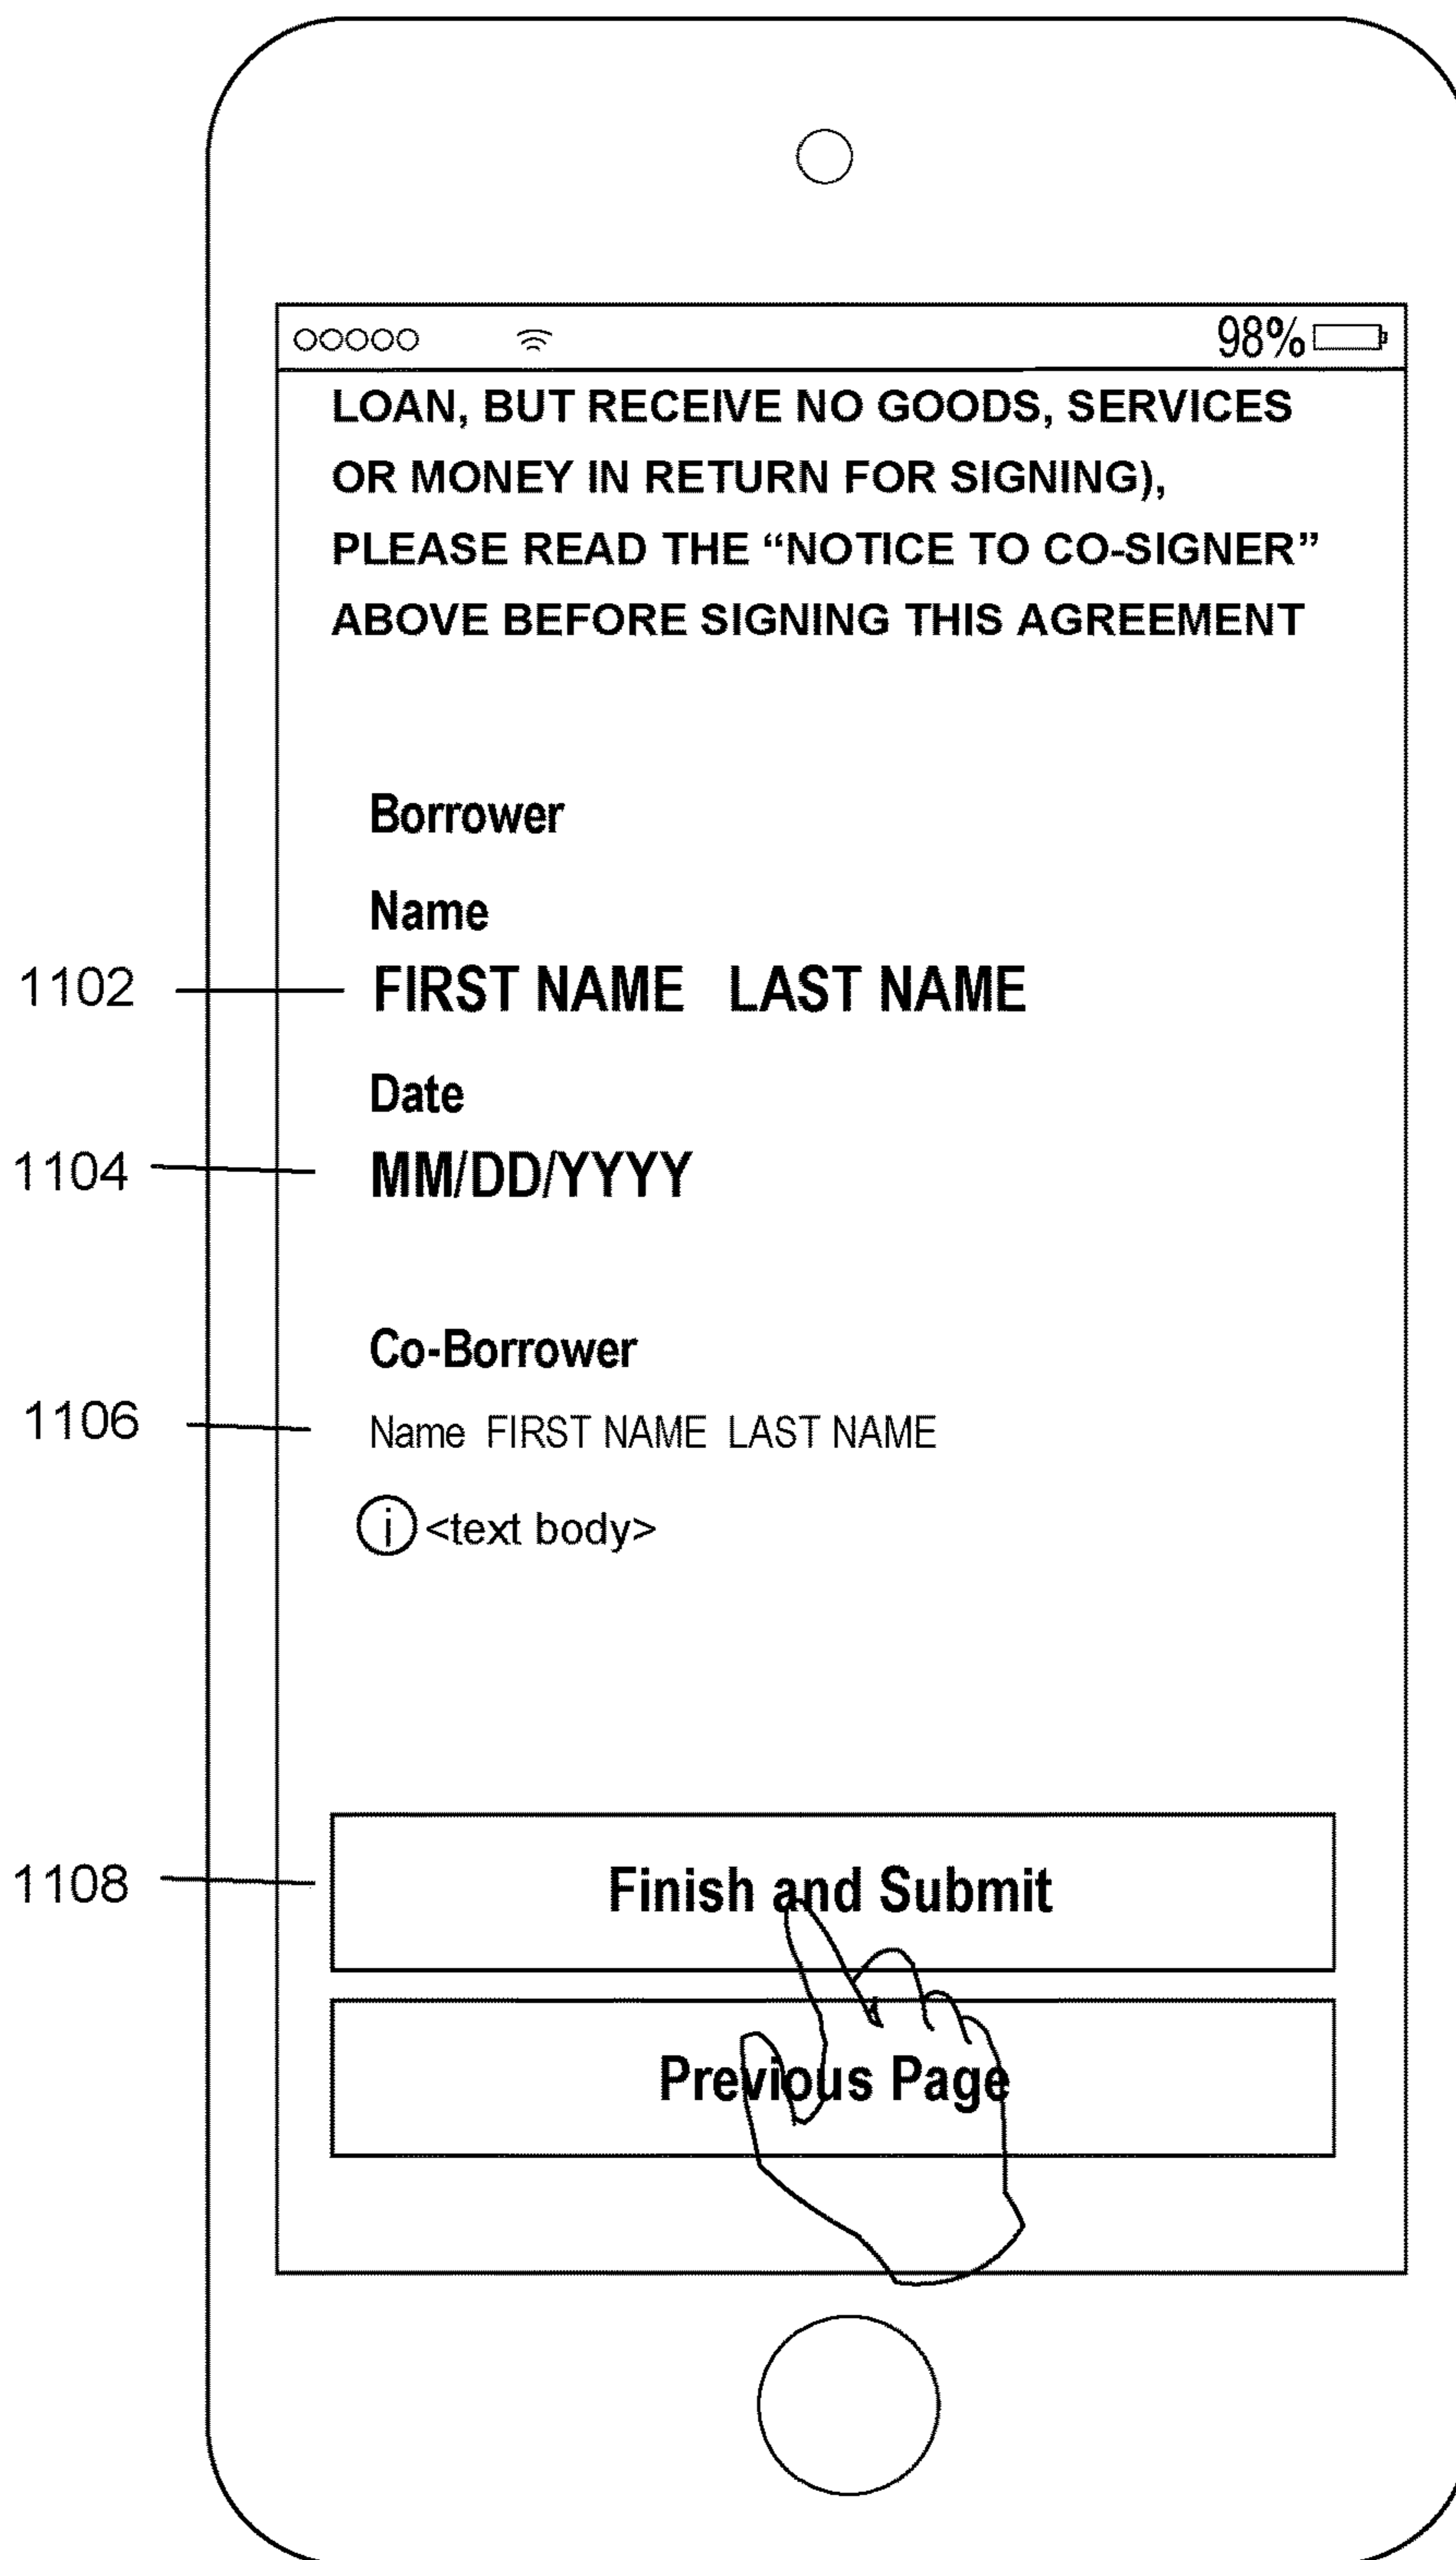 98%
LOAN, BUT RECEIVE NO GOODS, SERVICES
OR MONEY IN RETURN FOR SIGNING),
PLEASE READ THE “NOTICE TO CO-SIGNER”
ABOVE BEFORE SIGNING THIS AGREEMENT
Borrower
Name
1102 FIRST NAME LAST NAME
Date
1104 MM/DD/YYYY
Co-Borrower
1106 Name FIRST NAME LAST NAME
i <text body>
1108 Finish and Submit
Previous Page